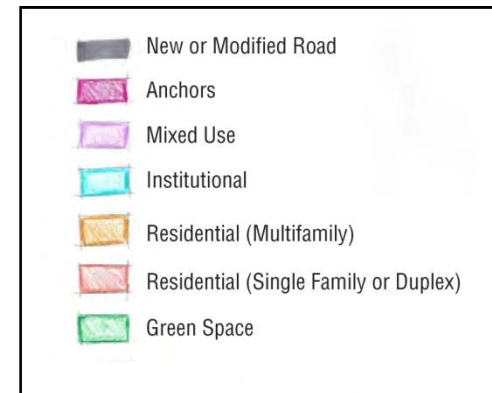 New or Modified Road
Anchors
Mixed Use
Institutional
Residential (Multifamily)
Residential (Single Family or Duplex)
Green Space